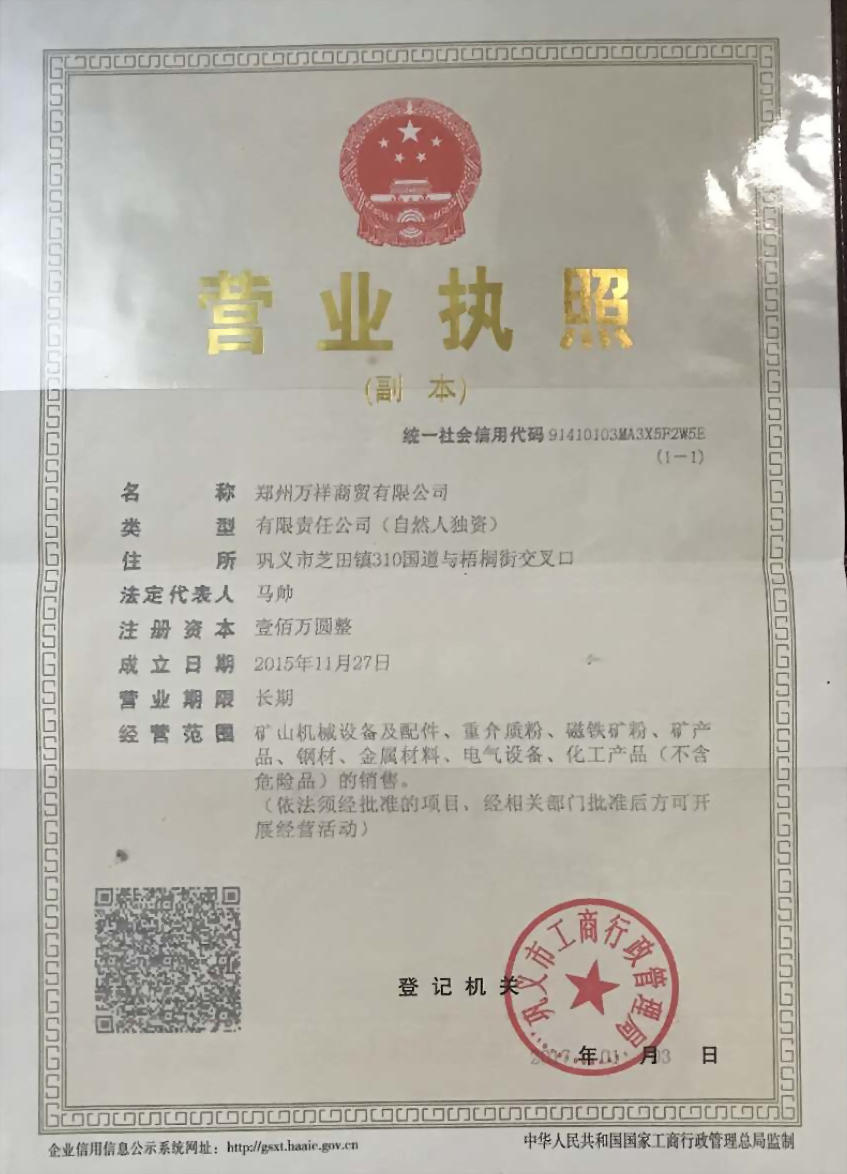 营业执照
(副 本)
统一社会信用代码 91410103MA3X5F2W5E
(1-1)
名称 郑州万祥商贸有限公司
类型 有限责任公司（自然人独资）
住所 巩义市芝田镇310国道与梧桐街交叉口
法定代表人 马帅
注册资本 壹佰万圆整
成立日期 2015年11月27日
营业期限 长期
经营范围 矿山机械设备及配件、重介质粉、磁铁矿粉、矿产
品、钢材、金属材料、电气设备、化工产品（不含
危险品）的销售。
（依法须经批准的项目，经相关部门批准后方可开
展经营活动）
登记机关
巩义市工商行政管理局
年 月 03 日
企业信用信息公示系统网址：http://gsxt.haaic.gov.cn
中华人民共和国国家工商行政管理总局监制